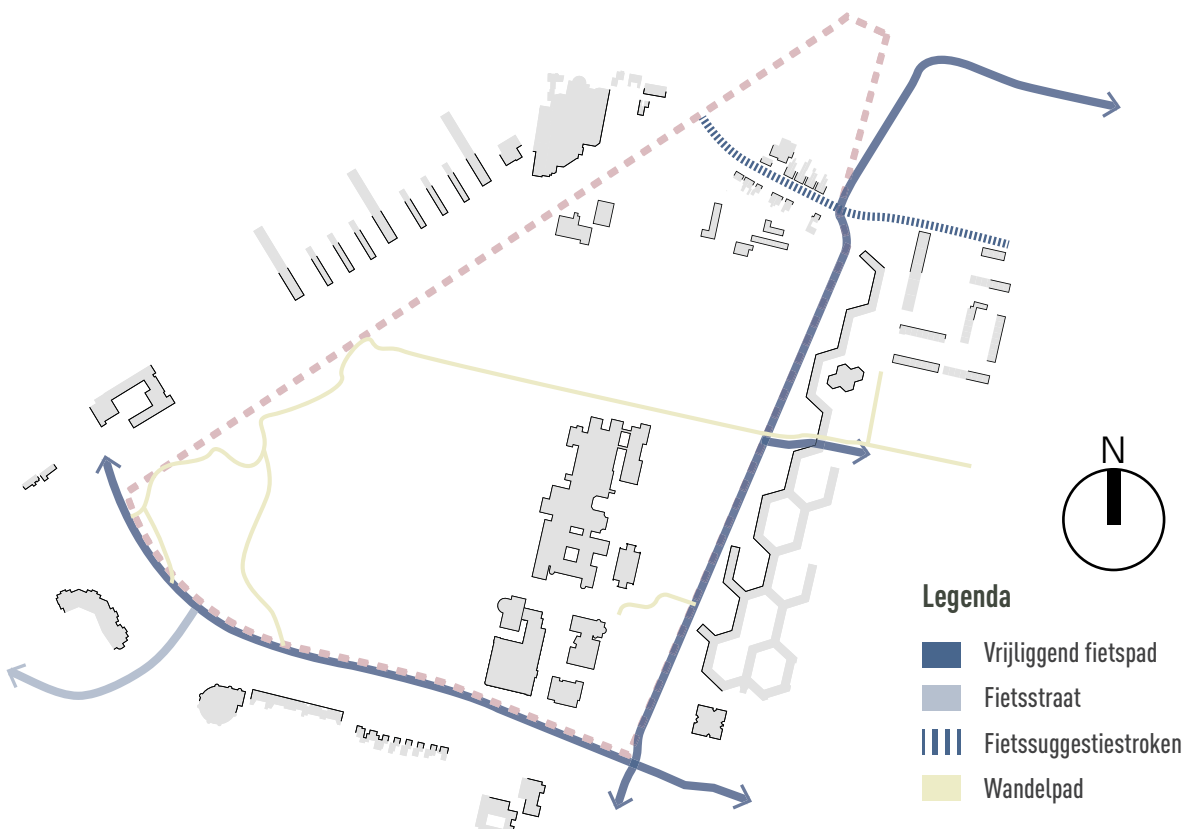 N
Legenda
Vrijliggend fietspad
Fietsstraat
Fietssuggestiestroken
Wandelpad